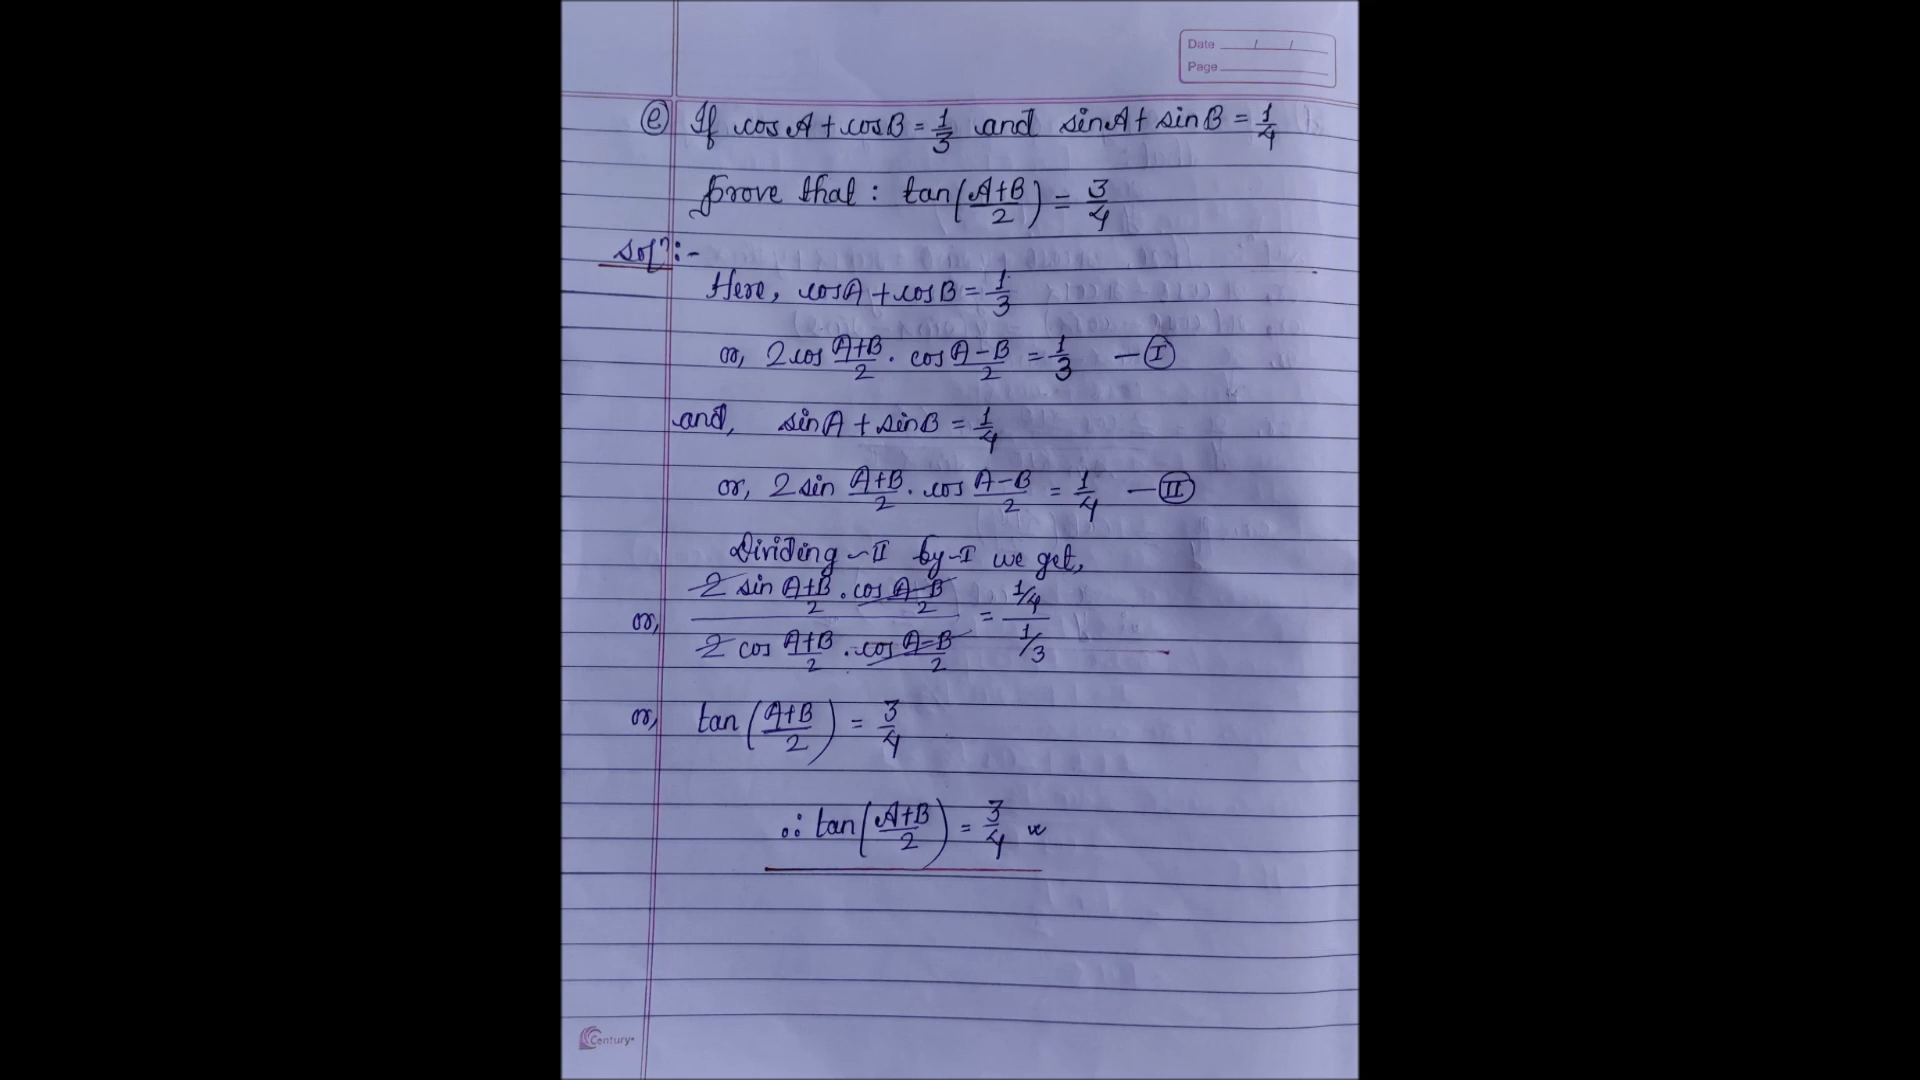 Date / /
Page
(e) If cosA + cosB = 1/3 and sinA + sinB = 1/4
prove that : tan(A+B/2) = 3/4
Solⁿ:-
Here, cosA + cosB = 1/3
or, 2cos A+B/2 . cos A-B/2 = 1/3 — (I)
and, sinA + sinB = 1/4
or, 2 sin A+B/2 . cos A-B/2 = 1/4 — (II)
Dividing -II by -I we get,
or, 2 sin A+B/2 . cos A-B/2 / 2 cos A+B/2 . cos A-B/2 = 1/4 / 1/3
or, tan(A+B/2) = 3/4
∴ tan(A+B/2) = 3/4
Century